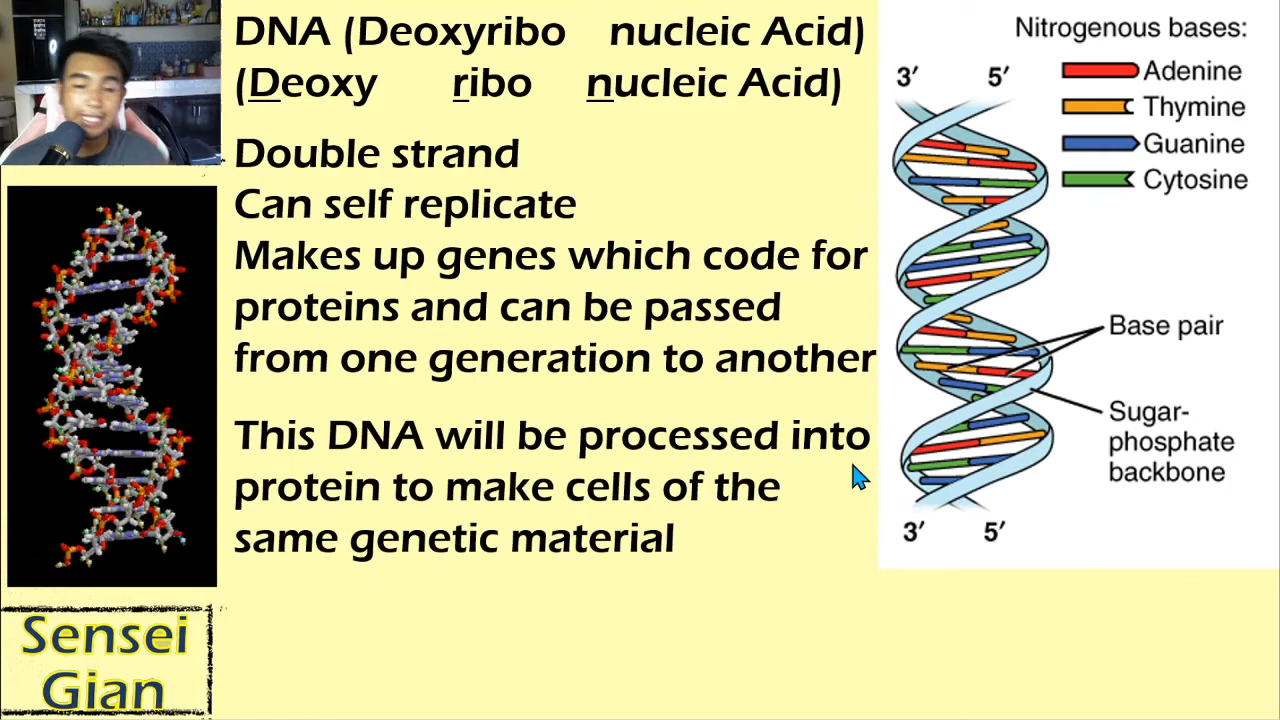 DNA (Deoxyribo nucleic Acid)
(Deoxy ribo nucleic Acid)
Double strand
Can self replicate
Makes up genes which code for
proteins and can be passed
from one generation to another
This DNA will be processed into
protein to make cells of the
same genetic material
Sensei
Gian
Nitrogenous bases:
3′ 5′
Adenine
Thymine
Guanine
Cytosine
Base pair
Sugar-
phosphate
backbone
3′ 5′